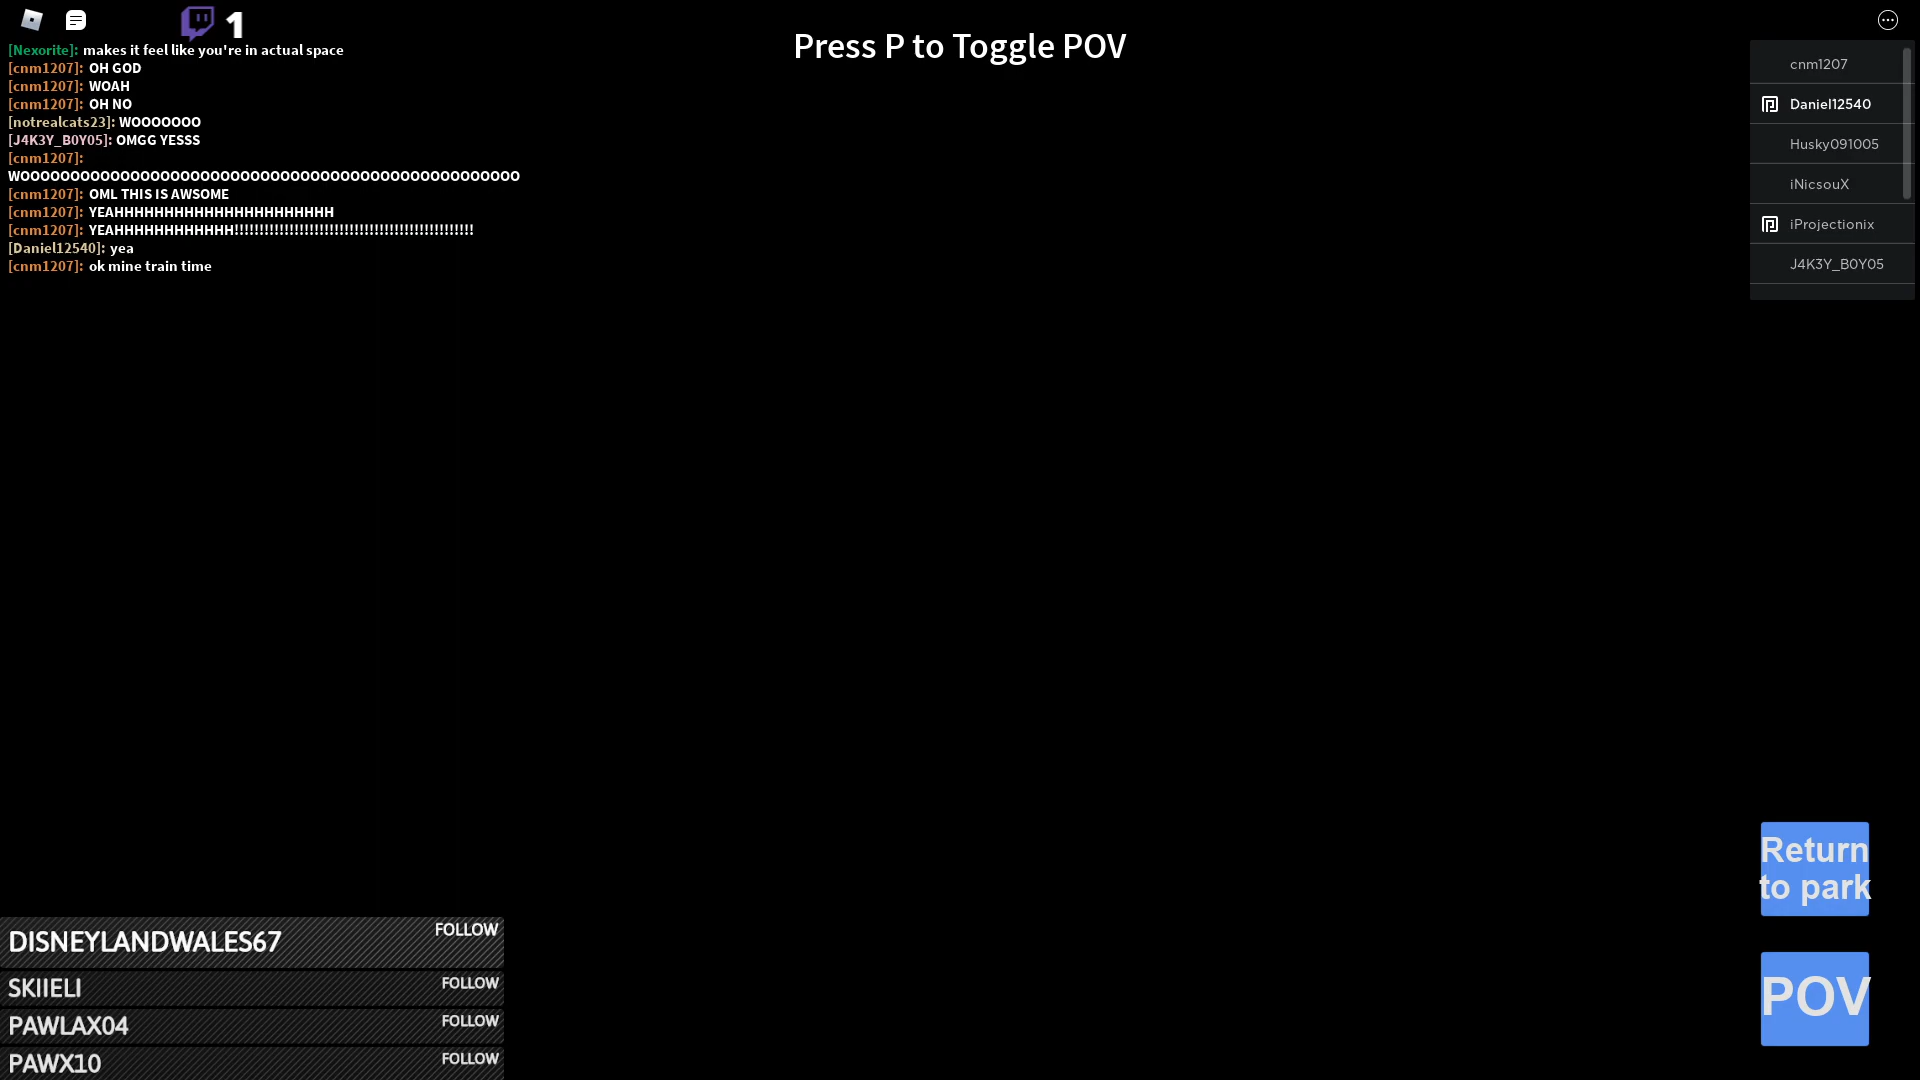 1
Press P to Toggle POV
[Nexorite]: makes it feel like you're in actual space
[cnm1207]: OH GOD
[cnm1207]: WOAH
[cnm1207]: OH NO
[notrealcats23]: WOOOOOOO
[J4K3Y_B0Y05]: OMGG YESSS
[cnm1207]:
WOOOOOOOOOOOOOOOOOOOOOOOOOOOOOOOOOOOOOOOOOOOOOOOOOO
[cnm1207]: OML THIS IS AWSOME
[cnm1207]: YEAHHHHHHHHHHHHHHHHHHHHHH
[cnm1207]: YEAHHHHHHHHHHHH!!!!!!!!!!!!!!!!!!!!!!!!!!!!!!!!!!!!!!!!!!!!!!!!
[Daniel12540]: yea
[cnm1207]: ok mine train time
cnm1207
Daniel12540
Husky091005
iNicsouX
iProjectionix
J4K3Y_B0Y05
Return
to park
POV
DISNEYLANDWALES67 FOLLOW
SKIIELI FOLLOW
PAWLAX04 FOLLOW
PAWX10 FOLLOW